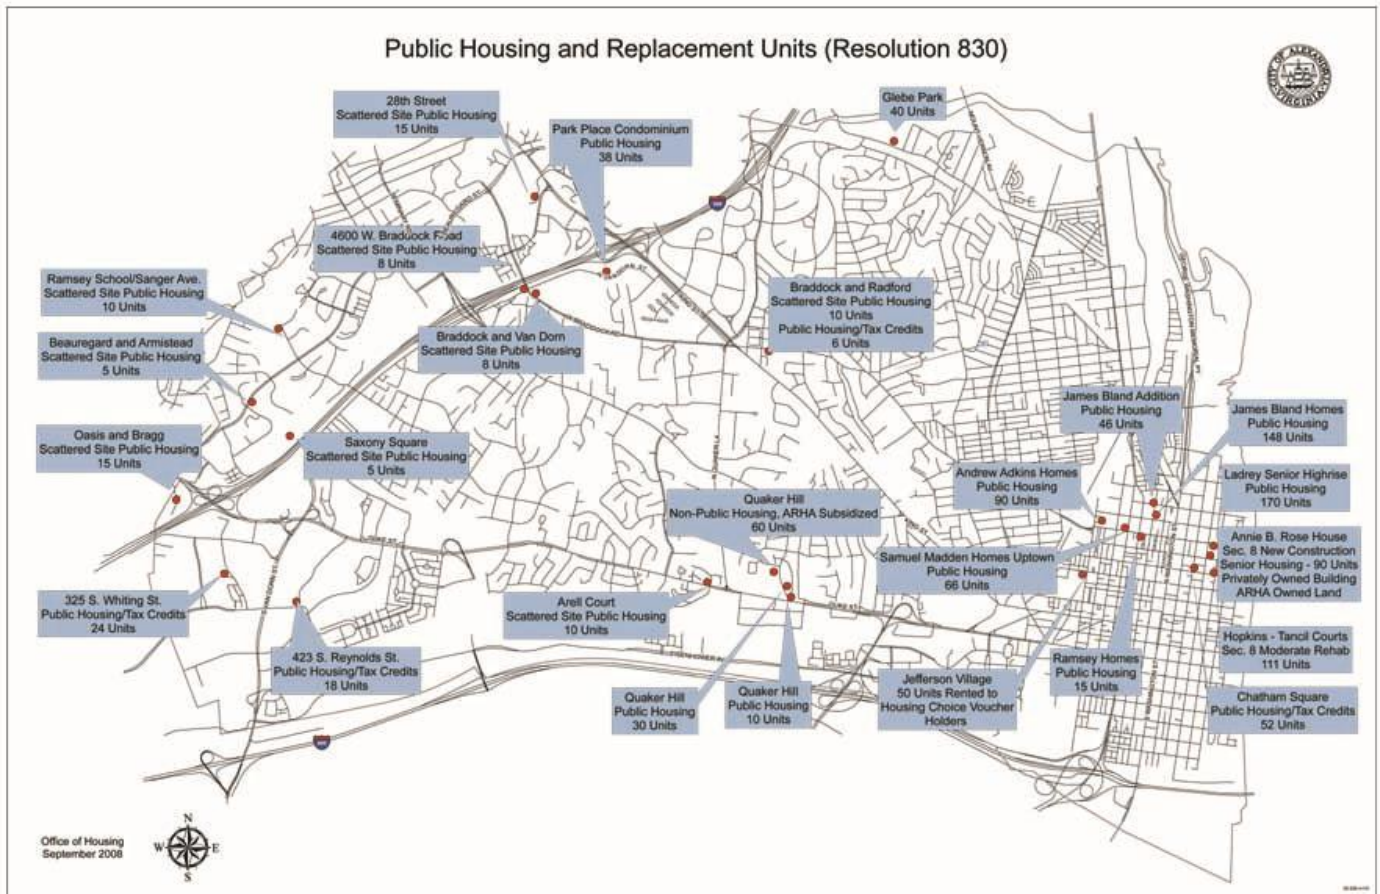 Public Housing and Replacement Units (Resolution 830)
CITY OF ALEXANDRIA
VIRGINIA
28th Street
Scattered Site Public Housing
15 Units
Park Place Condominium
Public Housing
38 Units
Glebe Park
40 Units
4600 W. Braddock Road
Scattered Site Public Housing
8 Units
Ramsey School/Sanger Ave.
Scattered Site Public Housing
10 Units
Braddock and Radford
Scattered Site Public Housing
10 Units
Public Housing/Tax Credits
6 Units
Beauregard and Armistead
Scattered Site Public Housing
5 Units
Braddock and Van Dorn
Scattered Site Public Housing
8 Units
James Bland Addition
Public Housing
46 Units
James Bland Homes
Public Housing
148 Units
Oasis and Bragg
Scattered Site Public Housing
15 Units
Saxony Square
Scattered Site Public Housing
5 Units
Andrew Adkins Homes
Public Housing
90 Units
Ladrey Senior Highrise
Public Housing
170 Units
Quaker Hill
Non-Public Housing, ARHA Subsidized
60 Units
Annie B. Rose House
Sec. 8 New Construction
Senior Housing - 90 Units
Privately Owned Building
ARHA Owned Land
Samuel Madden Homes Uptown
Public Housing
66 Units
325 S. Whiting St.
Public Housing/Tax Credits
24 Units
Arell Court
Scattered Site Public Housing
10 Units
Hopkins - Tancil Courts
Sec. 8 Moderate Rehab
111 Units
423 S. Reynolds St.
Public Housing/Tax Credits
18 Units
Ramsey Homes
Public Housing
15 Units
Jefferson Village
50 Units Rented to
Housing Choice Voucher
Holders
Quaker Hill
Public Housing
30 Units
Quaker Hill
Public Housing
10 Units
Chatham Square
Public Housing/Tax Credits
52 Units
DUKE ST
DUKE ST
Office of Housing
September 2008
N
W
E
S